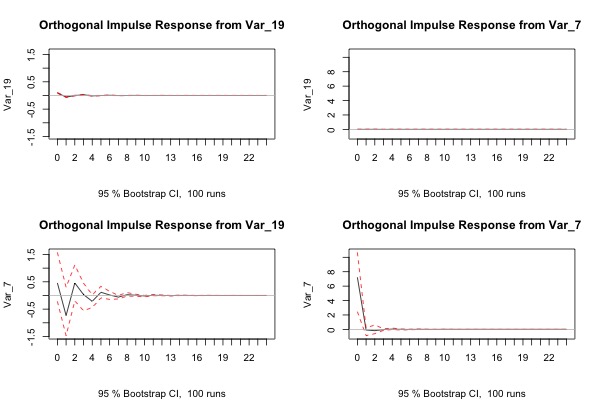 Orthogonal Impulse Response from Var_19
Var_19
1.5
0.5
-0.5
-1.5
0 2 4 6 8 10 13 16 19 22
95 % Bootstrap CI, 100 runs
Orthogonal Impulse Response from Var_7
Var_19
8
6
4
2
0
0 2 4 6 8 10 13 16 19 22
95 % Bootstrap CI, 100 runs
Orthogonal Impulse Response from Var_19
Var_7
1.5
0.5
-0.5
-1.5
0 2 4 6 8 10 13 16 19 22
95 % Bootstrap CI, 100 runs
Orthogonal Impulse Response from Var_7
Var_7
8
6
4
2
0
0 2 4 6 8 10 13 16 19 22
95 % Bootstrap CI, 100 runs